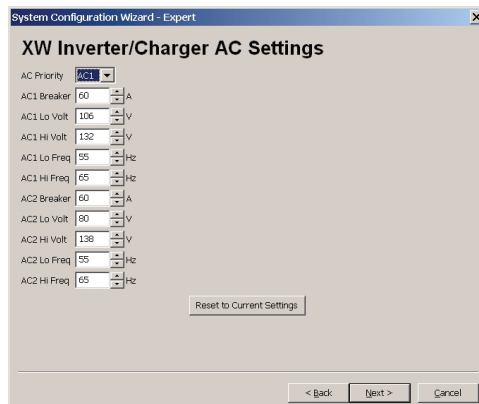 System Configuration Wizard - Expert
XW Inverter/Charger AC Settings
AC Priority AC1
AC1 Breaker 60 A
AC1 Lo Volt 106 V
AC1 Hi Volt 132 V
AC1 Lo Freq 55 Hz
AC1 Hi Freq 65 Hz
AC2 Breaker 60 A
AC2 Lo Volt 80 V
AC2 Hi Volt 138 V
AC2 Lo Freq 55 Hz
AC2 Hi Freq 65 Hz
Reset to Current Settings
< Back Next > Cancel